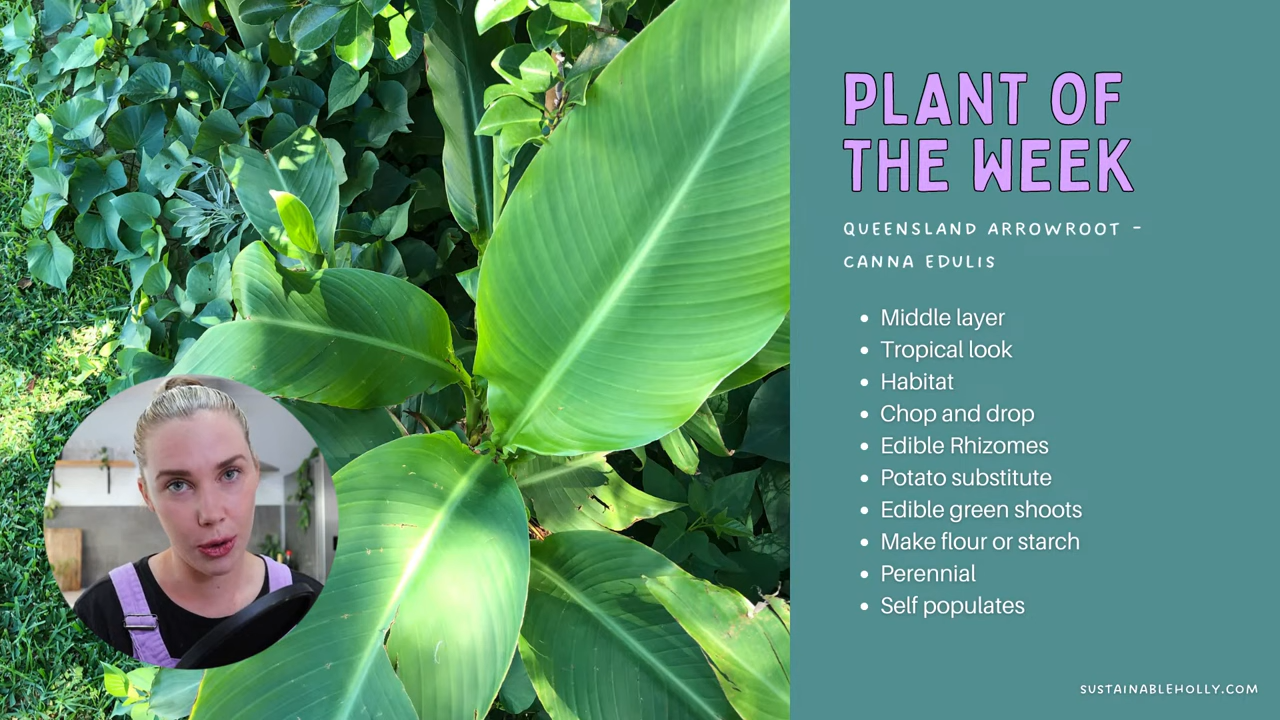 PLANT OF
THE WEEK
QUEENSLAND ARROWROOT -
CANNA EDULIS
• Middle layer
• Tropical look
• Habitat
• Chop and drop
• Edible Rhizomes
• Potato substitute
• Edible green shoots
• Make flour or starch
• Perennial
• Self populates
SUSTAINABLEHOLLY.COM